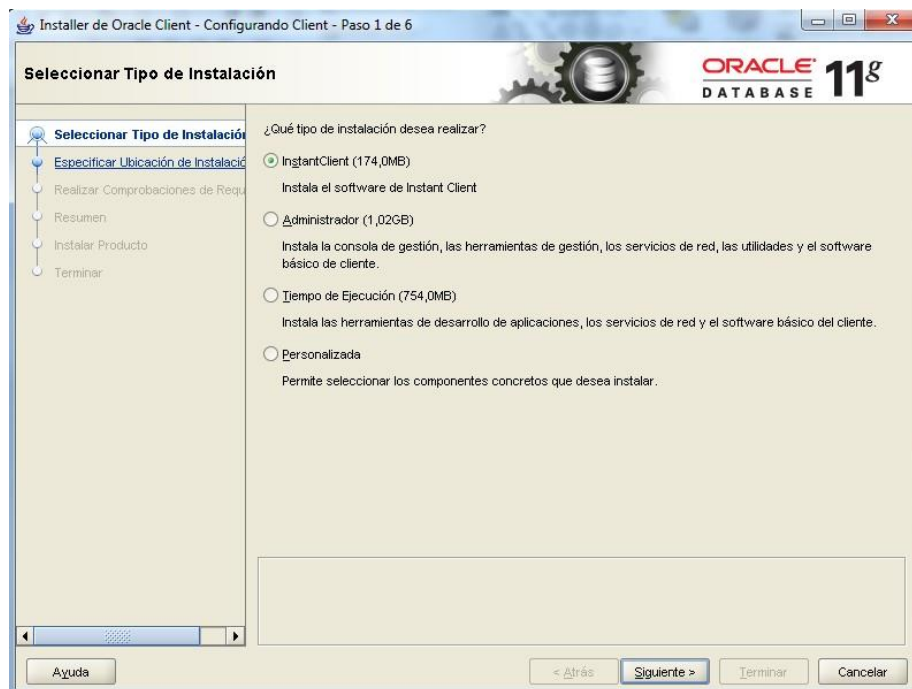 Installer de Oracle Client - Configurando Client - Paso 1 de 6
Seleccionar Tipo de Instalación
ORACLE
DATABASE
11g
Seleccionar Tipo de Instalación
Especificar Ubicación de Instalació
Realizar Comprobaciones de Requ
Resumen
Instalar Producto
Terminar
¿Qué tipo de instalación desea realizar?
InstantClient (174,0MB)
Instala el software de Instant Client
Administrador (1,02GB)
Instala la consola de gestión, las herramientas de gestión, los servicios de red, las utilidades y el software
básico de cliente.
Tiempo de Ejecución (754,0MB)
Instala las herramientas de desarrollo de aplicaciones, los servicios de red y el software básico del cliente.
Personalizada
Permite seleccionar los componentes concretos que desea instalar.
Ayuda
< Atrás
Siguiente >
Terminar
Cancelar